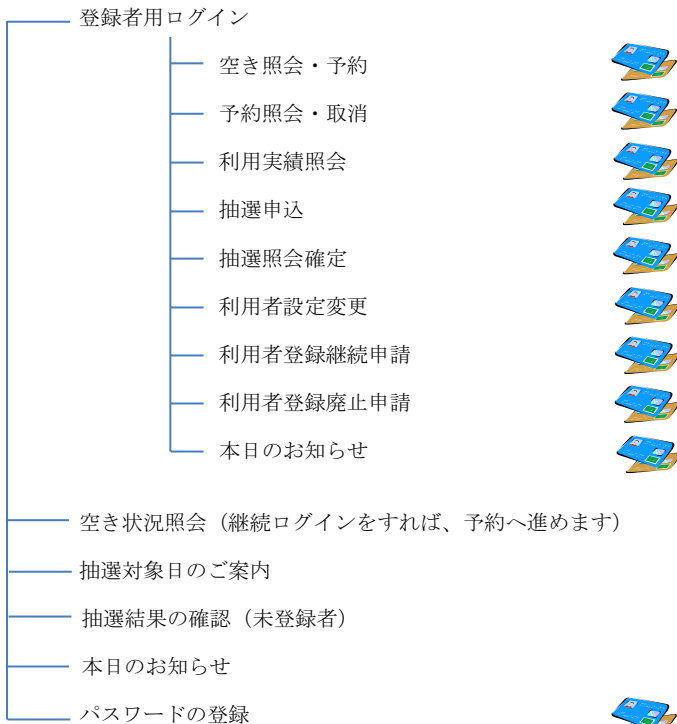 登録者用ログイン
空き照会・予約
予約照会・取消
利用実績照会
抽選申込
抽選照会確定
利用者設定変更
利用者登録継続申請
利用者登録廃止申請
本日のお知らせ
空き状況照会（継続ログインをすれば、予約へ進めます）
抽選対象日のご案内
抽選結果の確認（未登録者）
本日のお知らせ
パスワードの登録